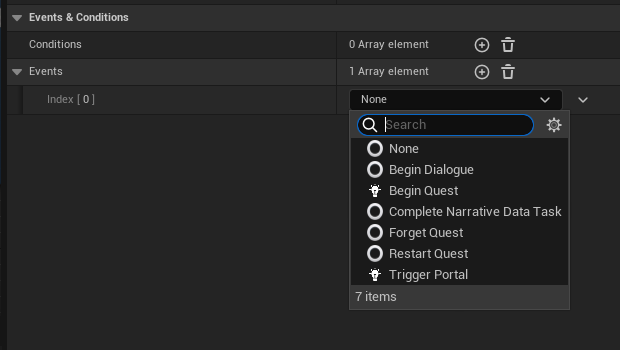 Events & Conditions
Conditions 0 Array element
Events 1 Array element
Index [ 0 ] None
Search
None
Begin Dialogue
Begin Quest
Complete Narrative Data Task
Forget Quest
Restart Quest
Trigger Portal
7 items